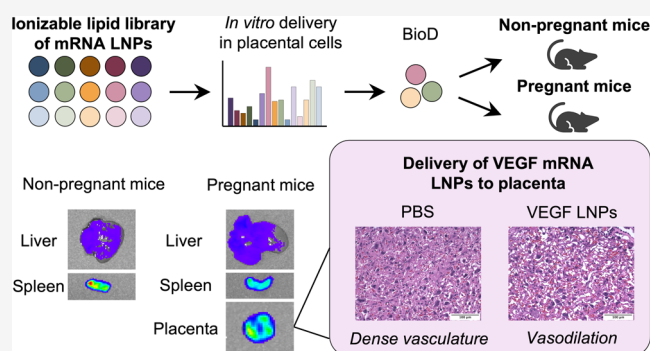 Ionizable lipid library
of mRNA LNPs
In vitro delivery
in placental cells
BioD
Non-pregnant mice
Pregnant mice
Non-pregnant mice
Liver
Spleen
Pregnant mice
Liver
Spleen
Placenta
Delivery of VEGF mRNA
LNPs to placenta
PBS
VEGF LNPs
Dense vasculature
Vasodilation